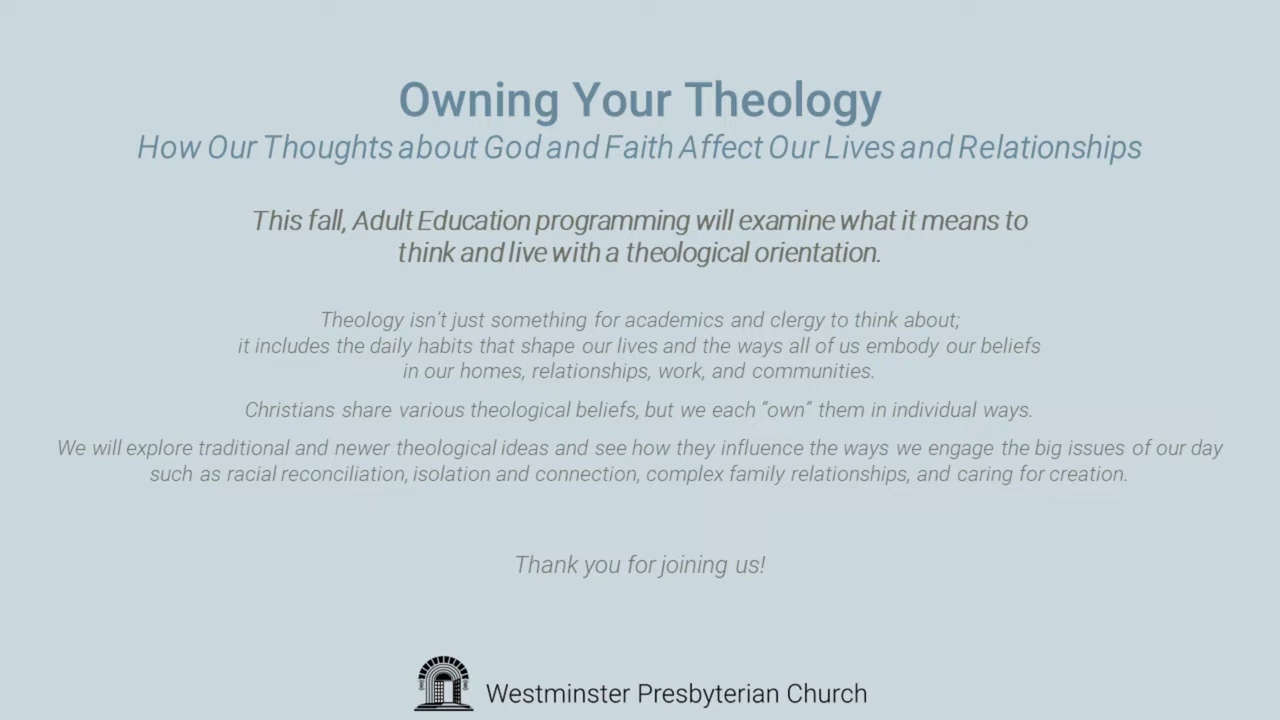 Owning Your Theology
How Our Thoughts about God and Faith Affect Our Lives and Relationships
This fall, Adult Education programming will examine what it means to
think and live with a theological orientation.
Theology isn't just something for academics and clergy to think about;
it includes the daily habits that shape our lives and the ways all of us embody our beliefs
in our homes, relationships, work, and communities.
Christians share various theological beliefs, but we each “own” them in individual ways.
We will explore traditional and newer theological ideas and see how they influence the ways we engage the big issues of our day
such as racial reconciliation, isolation and connection, complex family relationships, and caring for creation.
Thank you for joining us!
Westminster Presbyterian Church